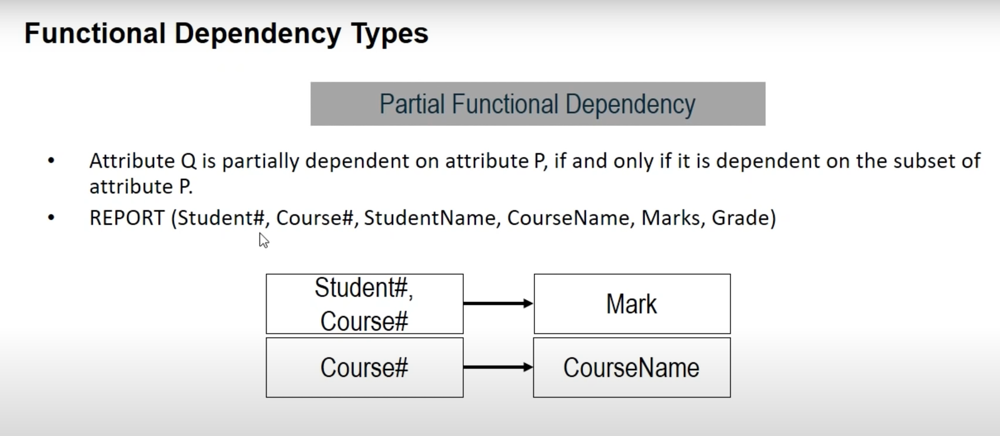 Functional Dependency Types
Partial Functional Dependency
• Attribute Q is partially dependent on attribute P, if and only if it is dependent on the subset of
attribute P.
• REPORT (Student#, Course#, StudentName, CourseName, Marks, Grade)
Student#,
Course#
Mark
Course#
CourseName